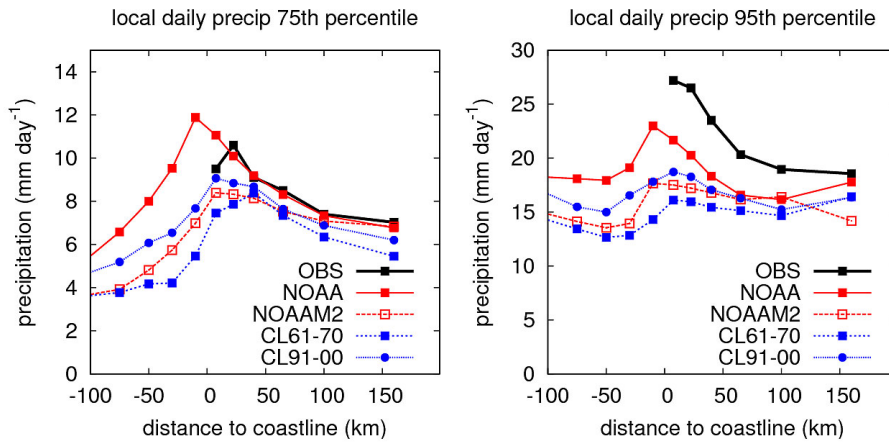 local daily precip 75th percentile
precipitation (mm day-1)
14
12
10
8
6
4
2
0
OBS
NOAA
NOAAM2
CL61-70
CL91-00
-100 -50 0 50 100 150
distance to coastline (km)
local daily precip 95th percentile
precipitation (mm day-1)
30
25
20
15
10
5
0
OBS
NOAA
NOAAM2
CL61-70
CL91-00
-100 -50 0 50 100 150
distance to coastline (km)